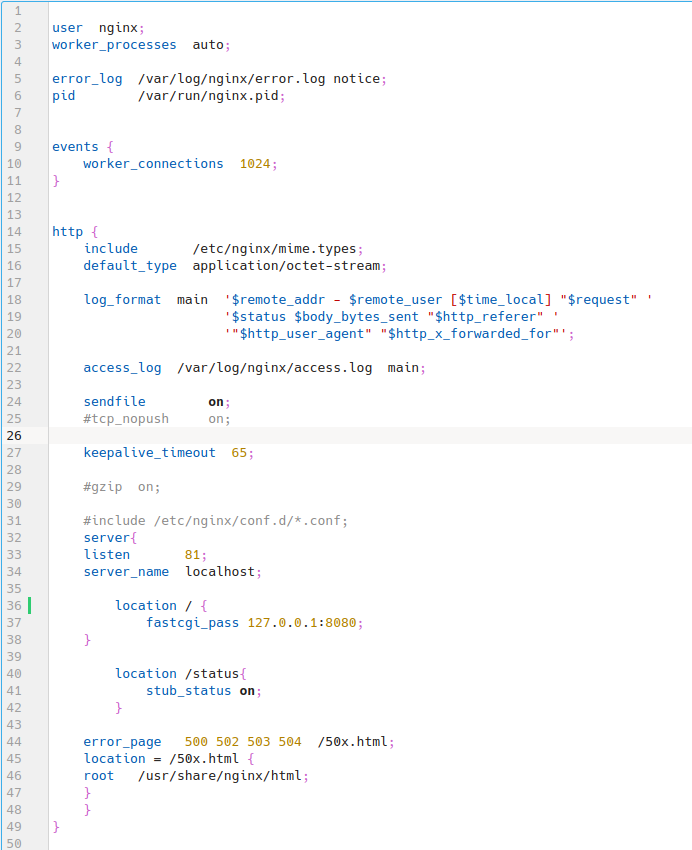 1
2 user  nginx;
3 worker_processes  auto;
4
5 error_log  /var/log/nginx/error.log notice;
6 pid        /var/run/nginx.pid;
7
8
9 events {
10     worker_connections  1024;
11 }
12
13
14 http {
15     include       /etc/nginx/mime.types;
16     default_type  application/octet-stream;
17
18     log_format  main  '$remote_addr - $remote_user [$time_local] "$request" '
19                       '$status $body_bytes_sent "$http_referer" '
20                       '"$http_user_agent" "$http_x_forwarded_for"';
21
22     access_log  /var/log/nginx/access.log  main;
23
24     sendfile        on;
25     #tcp_nopush     on;
26
27     keepalive_timeout  65;
28
29     #gzip  on;
30
31     #include /etc/nginx/conf.d/*.conf;
32     server{
33     listen       81;
34     server_name  localhost;
35
36         location / {
37             fastcgi_pass 127.0.0.1:8080;
38     }
39
40         location /status{
41             stub_status on;
42         }
43
44     error_page   500 502 503 504  /50x.html;
45     location = /50x.html {
46     root   /usr/share/nginx/html;
47     }
48     }
49 }
50